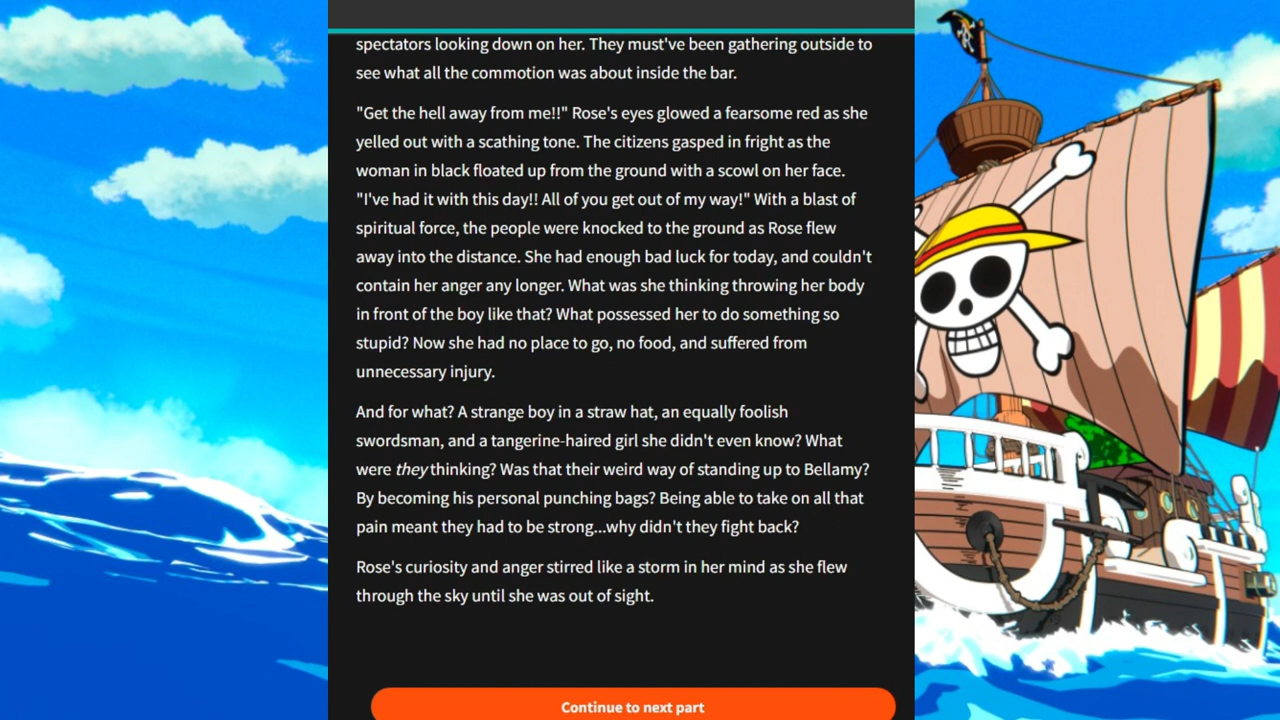 spectators looking down on her. They must've been gathering outside to
see what all the commotion was about inside the bar.
"Get the hell away from me!!" Rose's eyes glowed a fearsome red as she
yelled out with a scathing tone. The citizens gasped in fright as the
woman in black floated up from the ground with a scowl on her face.
"I've had it with this day!! All of you get out of my way!" With a blast of
spiritual force, the people were knocked to the ground as Rose flew
away into the distance. She had enough bad luck for today, and couldn't
contain her anger any longer. What was she thinking throwing her body
in front of the boy like that? What possessed her to do something so
stupid? Now she had no place to go, no food, and suffered from
unnecessary injury.
And for what? A strange boy in a straw hat, an equally foolish
swordsman, and a tangerine-haired girl she didn't even know? What
were they thinking? Was that their weird way of standing up to Bellamy?
By becoming his personal punching bags? Being able to take on all that
pain meant they had to be strong...why didn't they fight back?
Rose's curiosity and anger stirred like a storm in her mind as she flew
through the sky until she was out of sight.
Continue to next part